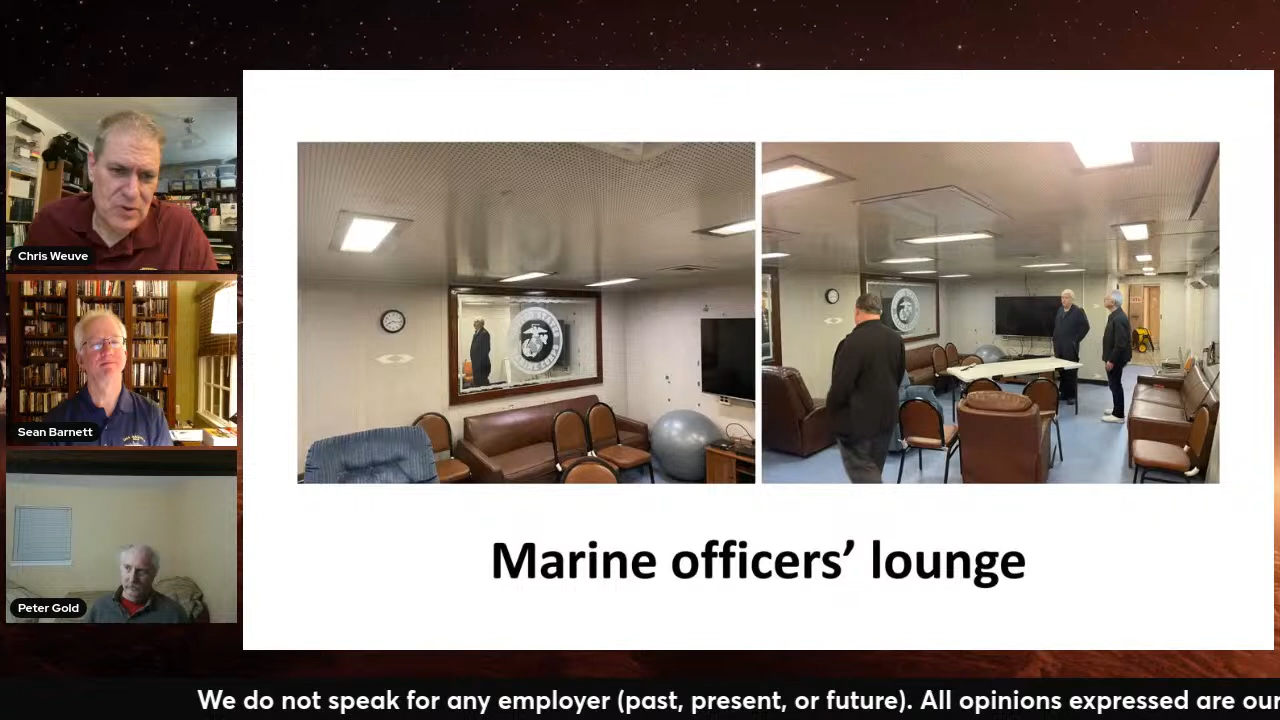 Chris Weuve
Sean Barnett
Peter Gold
Marine officers’ lounge
We do not speak for any employer (past, present, or future). All opinions expressed are our